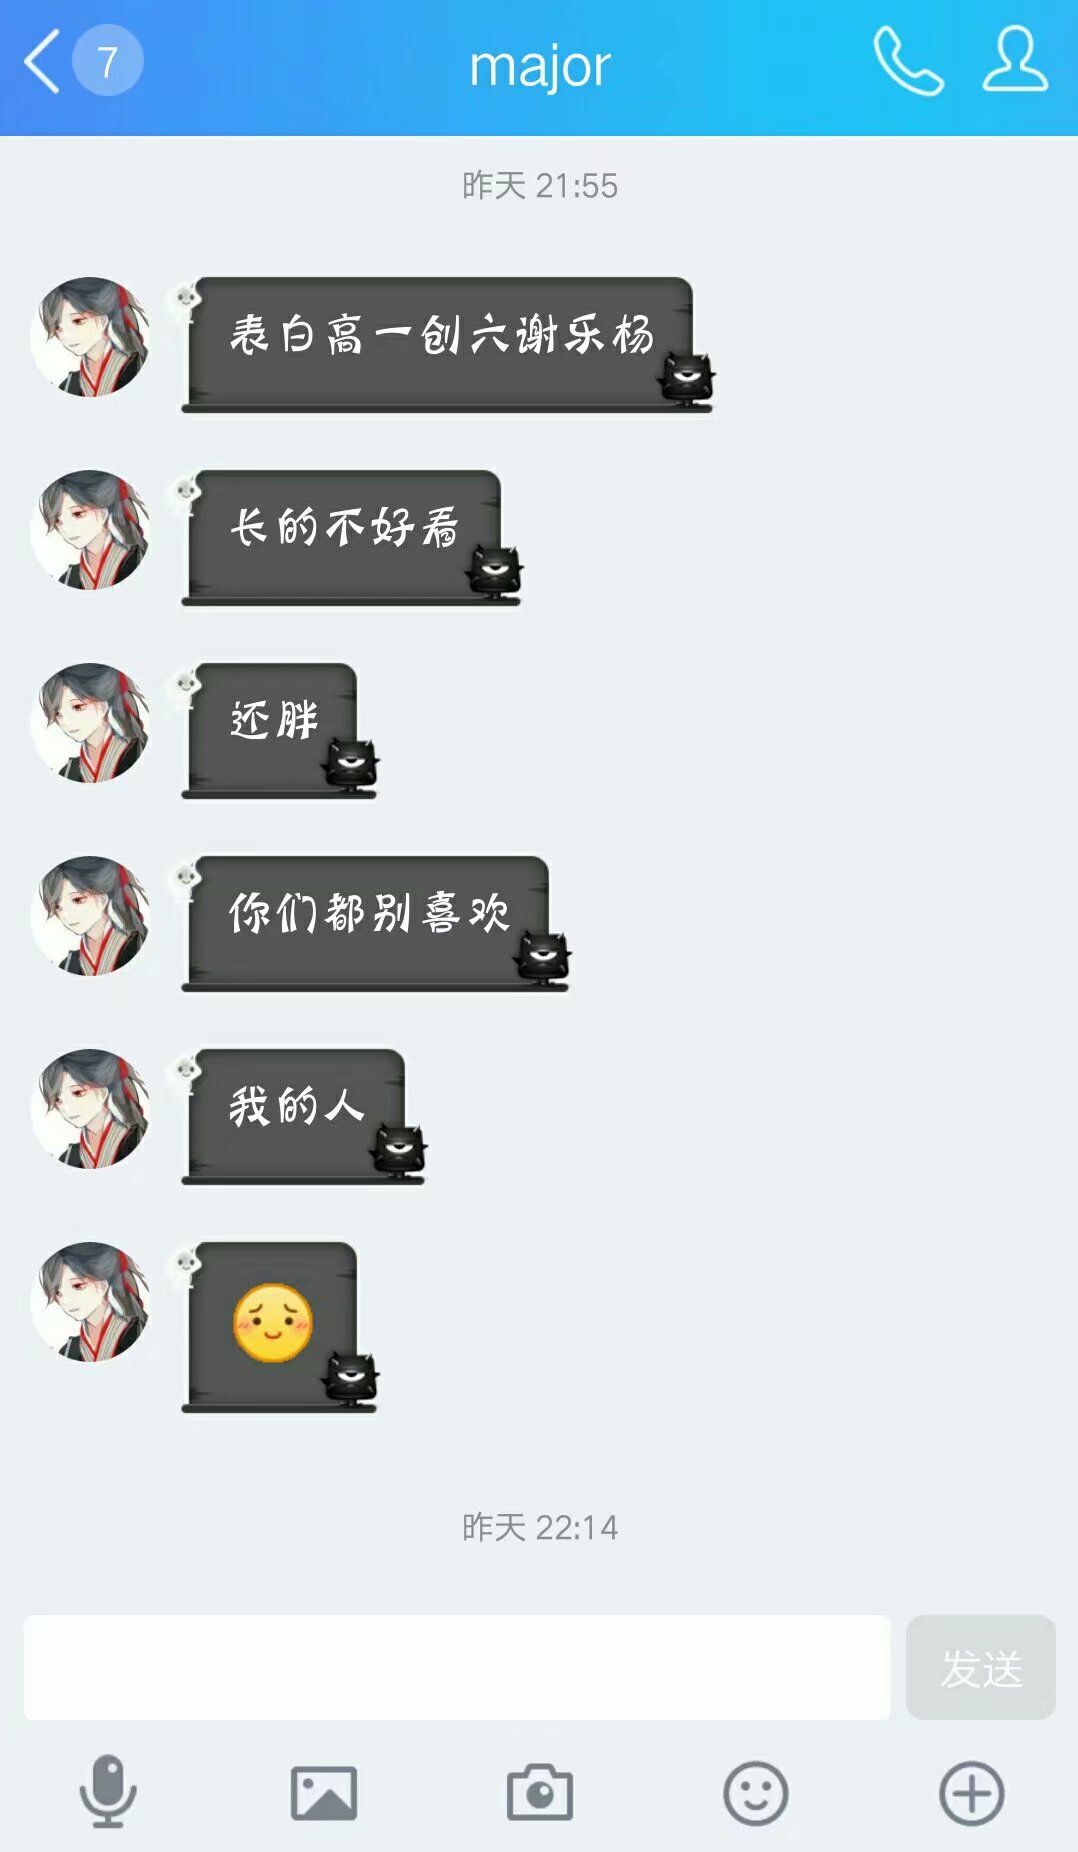 7
major
昨天 21:55
表白高一创六谢乐杨
长的不好看
还胖
你们都别喜欢
我的人
昨天 22:14
发送